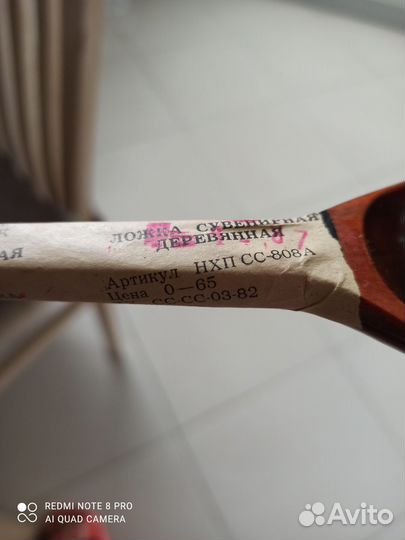 К
АЯ
ЛОЖКА СУВЕНИРНАЯ
ДЕРЕВЯННАЯ
Артикул НХП СС-808А
Цена 0—65
СС-СС-03-82
REDMI NOTE 8 PRO
AI QUAD CAMERA
Avito